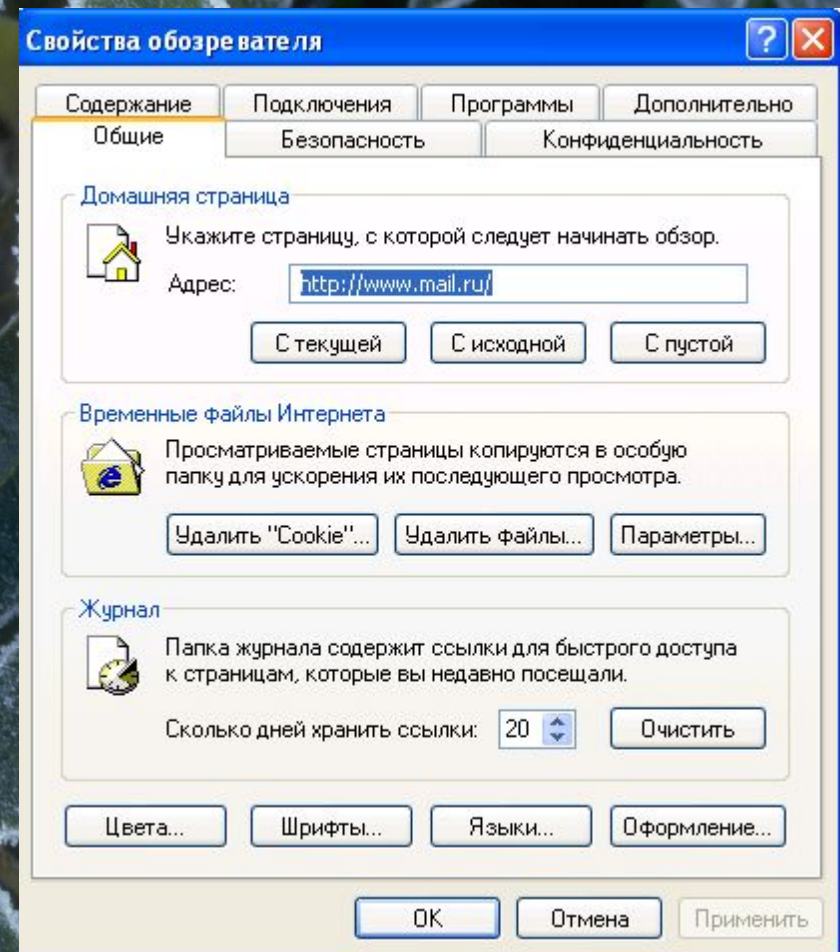 Свойства обозревателя
Содержание Подключения Программы Дополнительно
Общие Безопасность Конфиденциальность
Домашняя страница
Укажите страницу, с которой следует начинать обзор.
Адрес: http://www.mail.ru/
С текущей С исходной С пустой
Временные файлы Интернета
Просматриваемые страницы копируются в особую
папку для ускорения их последующего просмотра.
Удалить "Cookie"... Удалить файлы... Параметры...
Журнал
Папка журнала содержит ссылки для быстрого доступа
к страницам, которые вы недавно посещали.
Сколько дней хранить ссылки: 20 Очистить
Цвета... Шрифты... Языки... Оформление...
OK Отмена Применить